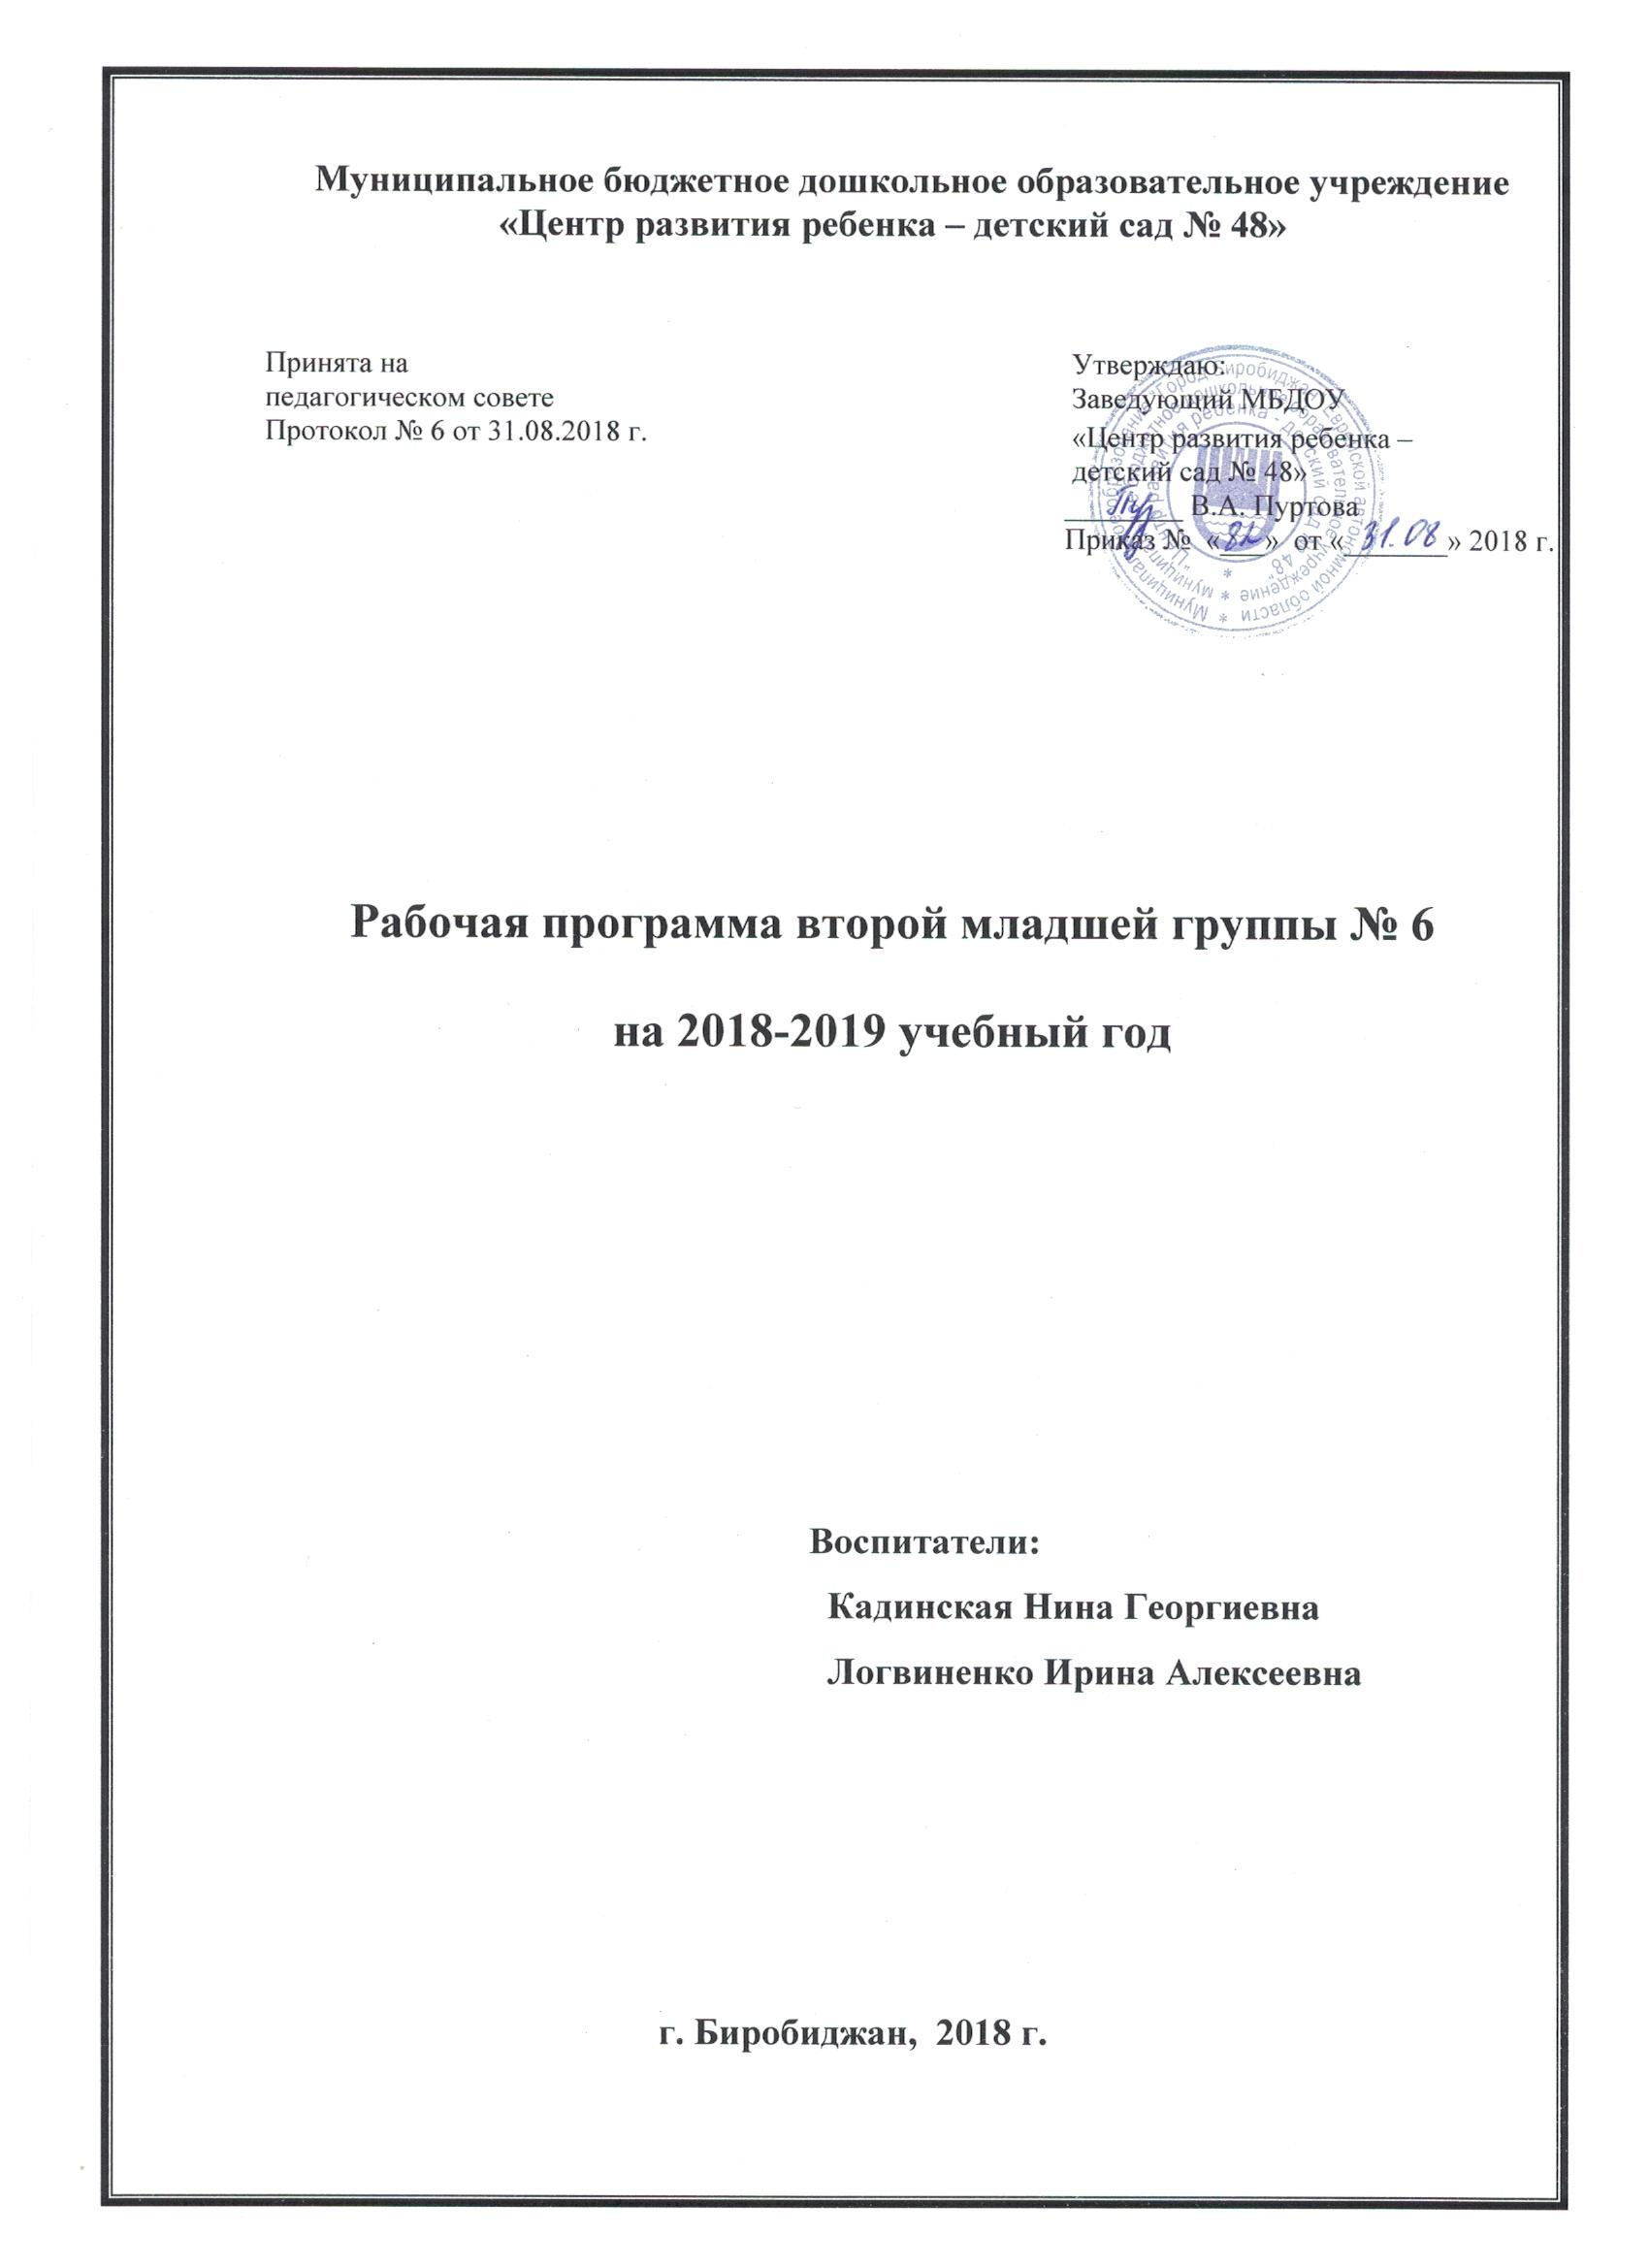 Муниципальное бюджетное дошкольное образовательное учреждение
«Центр развития ребенка – детский сад № 48»
Принята на
педагогическом совете
Протокол № 6 от 31.08.2018 г.
Утверждаю:
Заведующий МБДОУ
«Центр развития ребенка –
детский сад № 48»
В.А. Пуртова
Приказ № «82» от «31.08» 2018 г.
Рабочая программа второй младшей группы № 6
на 2018-2019 учебный год
Воспитатели:
Кадинская Нина Георгиевна
Логвиненко Ирина Алексеевна
г. Биробиджан, 2018 г.